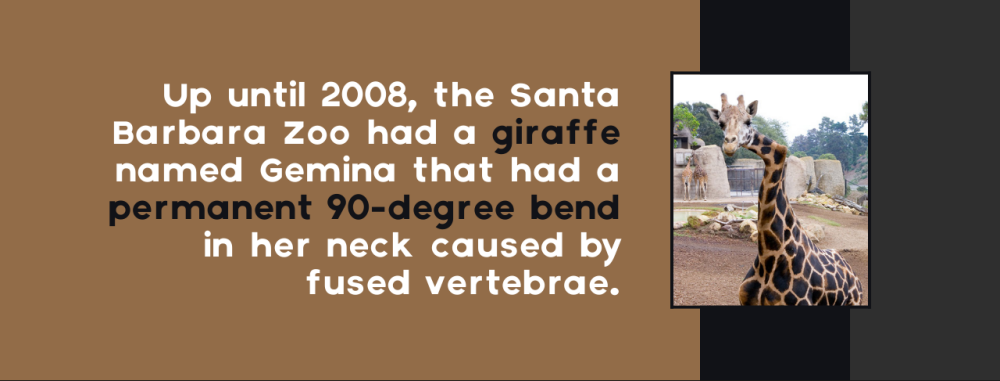 Up until 2008, the Santa
Barbara Zoo had a giraffe
named Gemina that had a
permanent 90-degree bend
in her neck caused by
fused vertebrae.